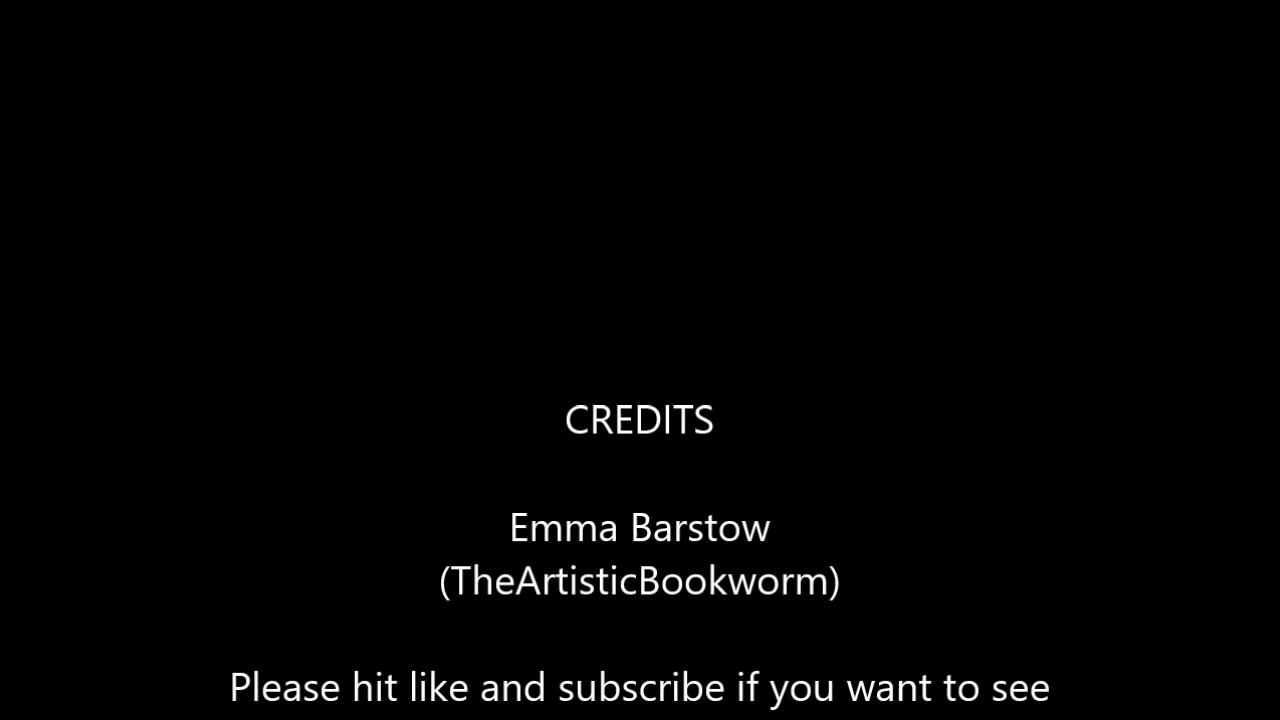 CREDITS
Emma Barstow
(TheArtisticBookworm)
Please hit like and subscribe if you want to see